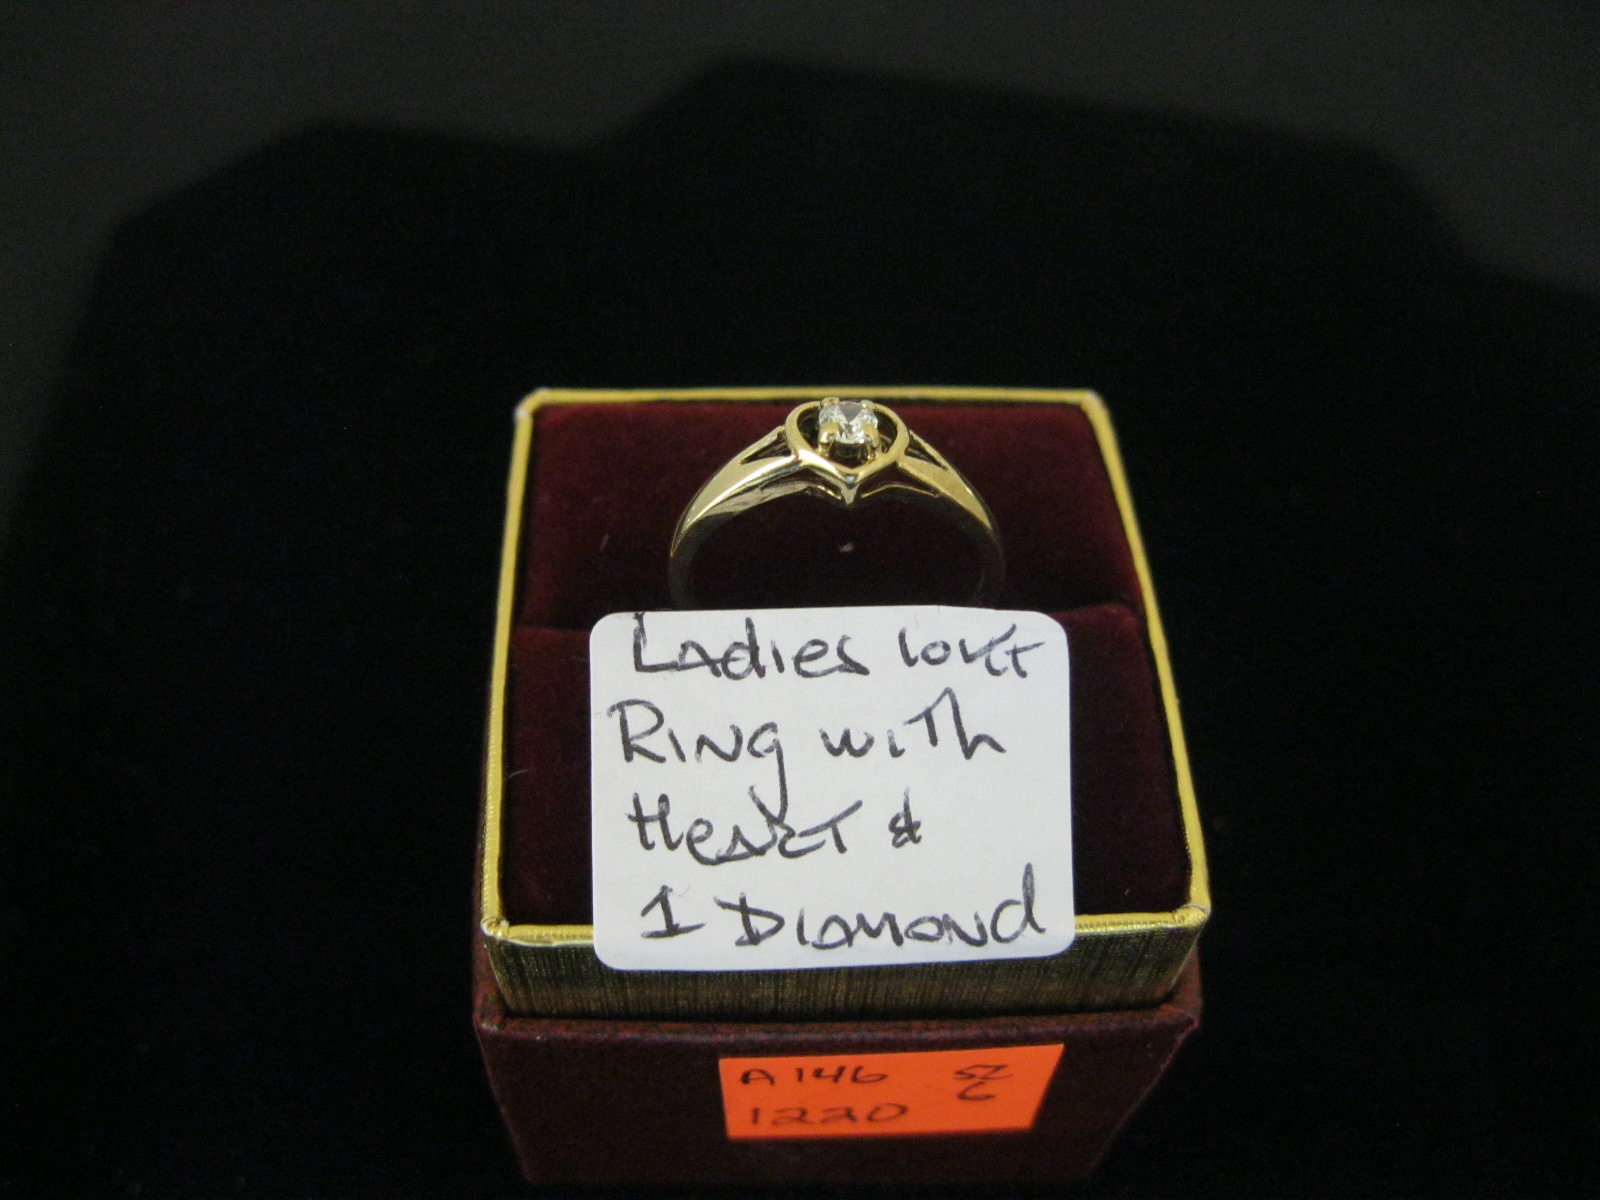 Ladies 10KT
Ring with
Heart &
1 Diamond
A146 SZ
1220 6